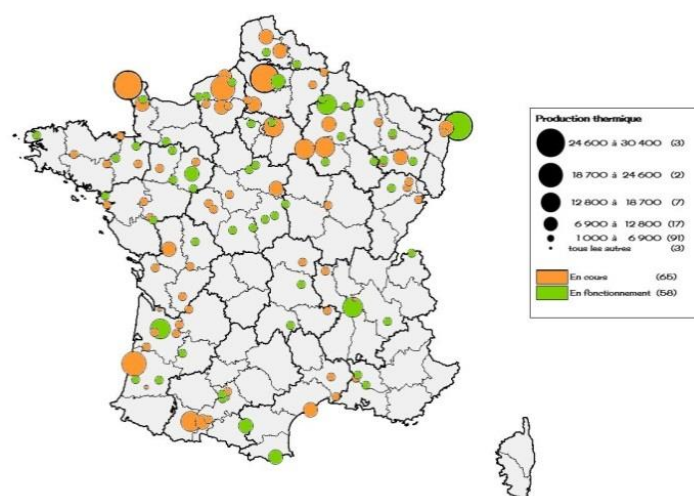 Production thermique
24 600 à 30 400 (3)
18 700 à 24 600 (2)
12 800 à 18 700 (7)
6 900 à 12 800 (17)
1 000 à 6 900 (91)
tous les autres (3)
En cours (65)
En fonctionnement (58)